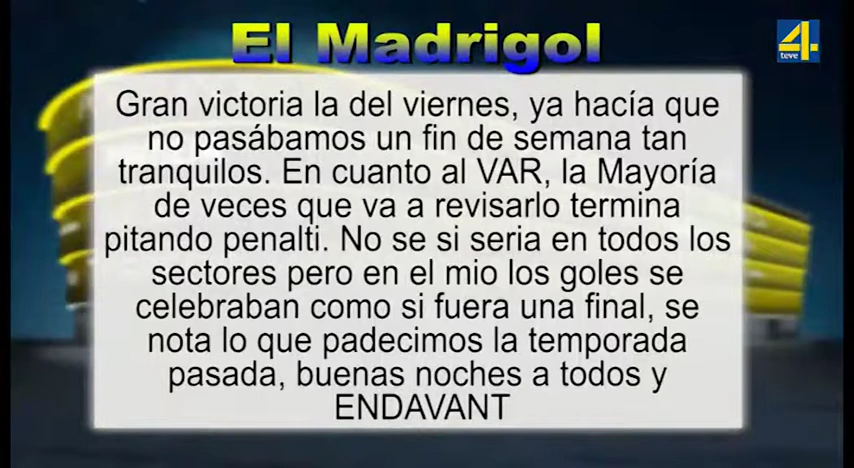 El Madrigol
4
teve
Gran victoria la del viernes, ya hacía que
no pasábamos un fin de semana tan
tranquilos. En cuanto al VAR, la Mayoría
de veces que va a revisarlo termina
pitando penalti. No se si seria en todos los
sectores pero en el mio los goles se
celebraban como si fuera una final, se
nota lo que padecimos la temporada
pasada, buenas noches a todos y
ENDAVANT